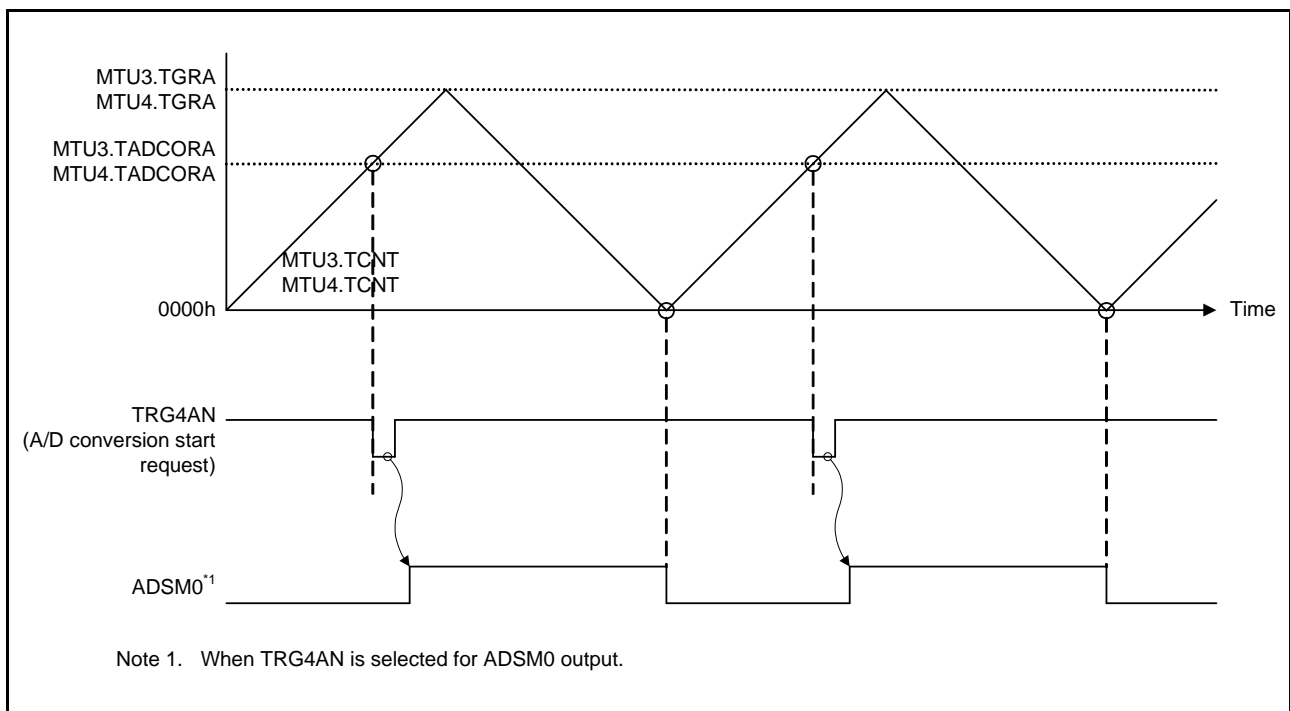 MTU3.TGRA
MTU4.TGRA
MTU3.TADCORA
MTU4.TADCORA
MTU3.TCNT
MTU4.TCNT
0000h
Time
TRG4AN
(A/D conversion start
request)
ADSM0*1
Note 1. When TRG4AN is selected for ADSM0 output.